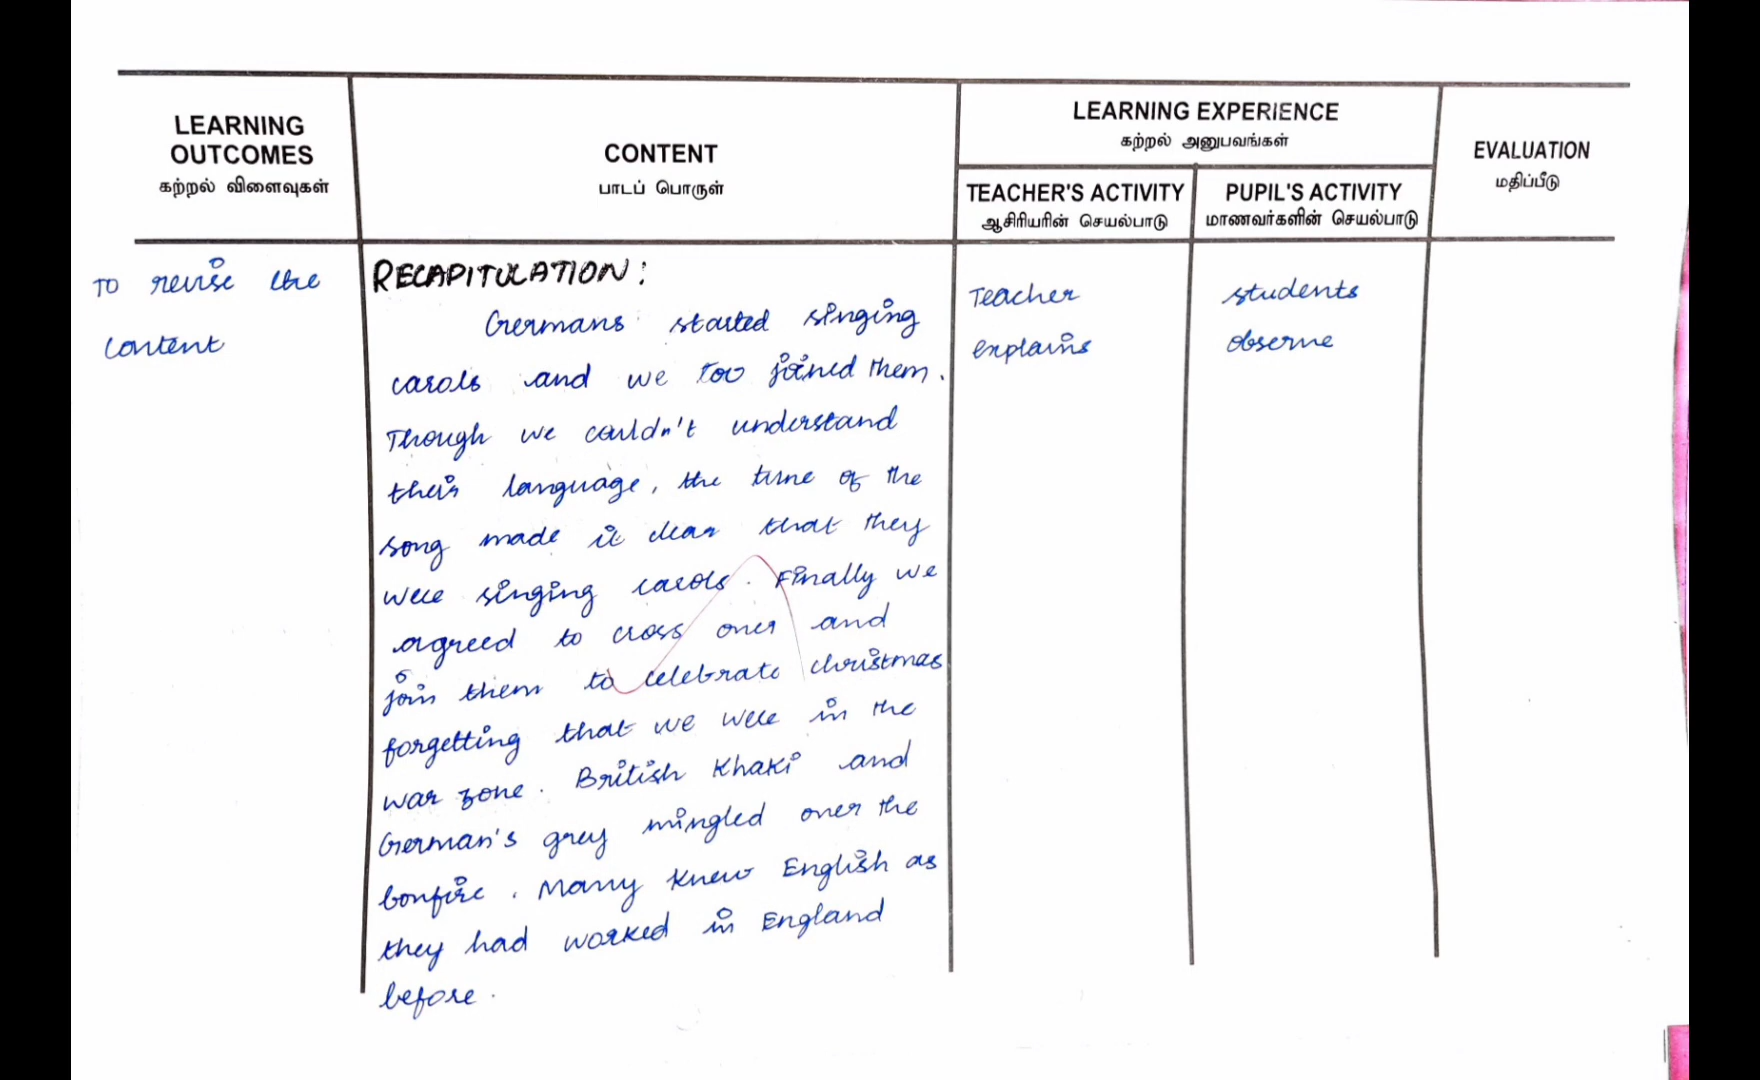 LEARNING
OUTCOMES
கற்றல் விளைவுகள்
CONTENT
பாடப் பொருள்
LEARNING EXPERIENCE
கற்றல் அனுபவங்கள்
TEACHER'S ACTIVITY
ஆசிரியரின் செயல்பாடு
PUPIL'S ACTIVITY
மாணவர்களின் செயல்பாடு
EVALUATION
மதிப்பீடு
To revise the
content
RECAPITULATION:
Germans started singing
carols and we too joined them.
Though we couldn't understand
their language, the tune of the
song made it clear that they
were singing carols. Finally we
agreed to cross over and
join them to celebrate christmas
forgetting that we were in the
war zone. British Khaki and
German's grey mingled over the
bonfire. Many knew English as
they had worked in England
before.
Teacher
explains
students
observe